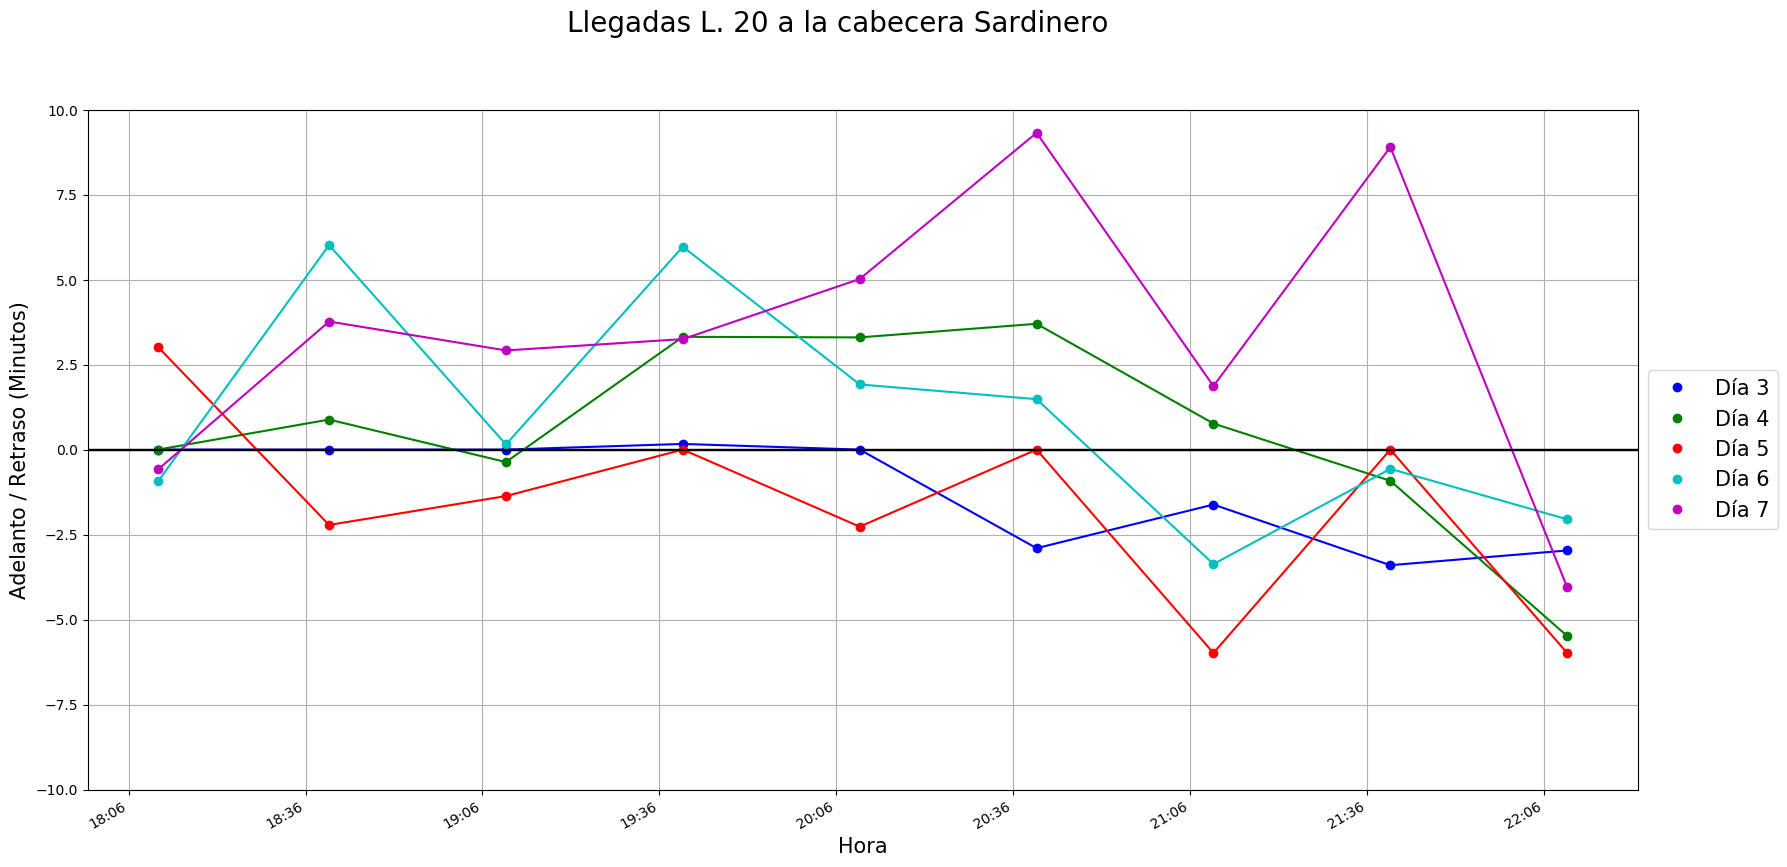 Llegadas L. 20 a la cabecera Sardinero
Adelanto / Retraso (Minutos)
10.0
7.5
5.0
2.5
0.0
−2.5
−5.0
−7.5
−10.0
18:06
18:36
19:06
19:36
20:06
20:36
21:06
21:36
22:06
Hora
Día 3
Día 4
Día 5
Día 6
Día 7